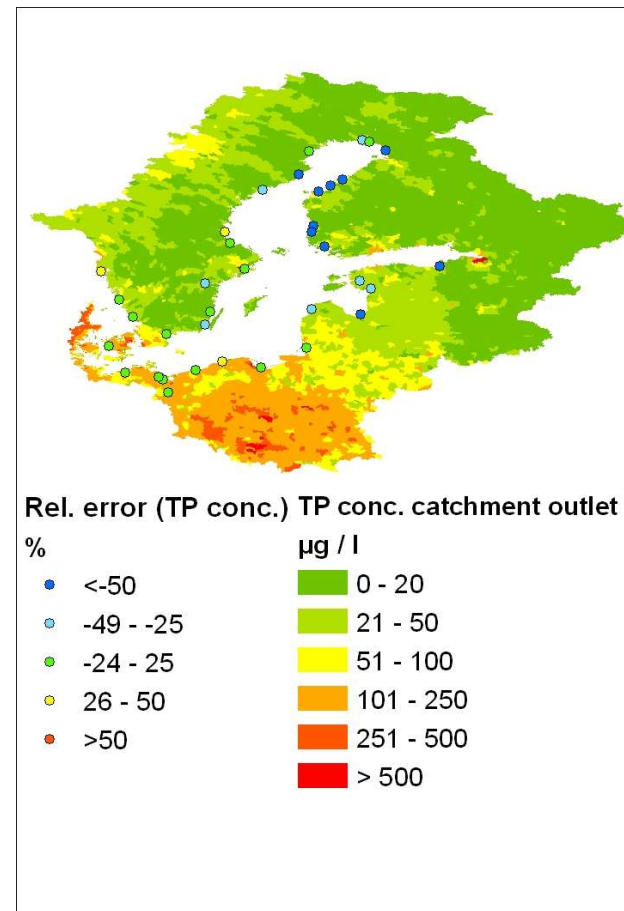 Rel. error (TP conc.)
%
<-50
-49 - -25
-24 - 25
26 - 50
>50
TP conc. catchment outlet
µg / l
0 - 20
21 - 50
51 - 100
101 - 250
251 - 500
> 500